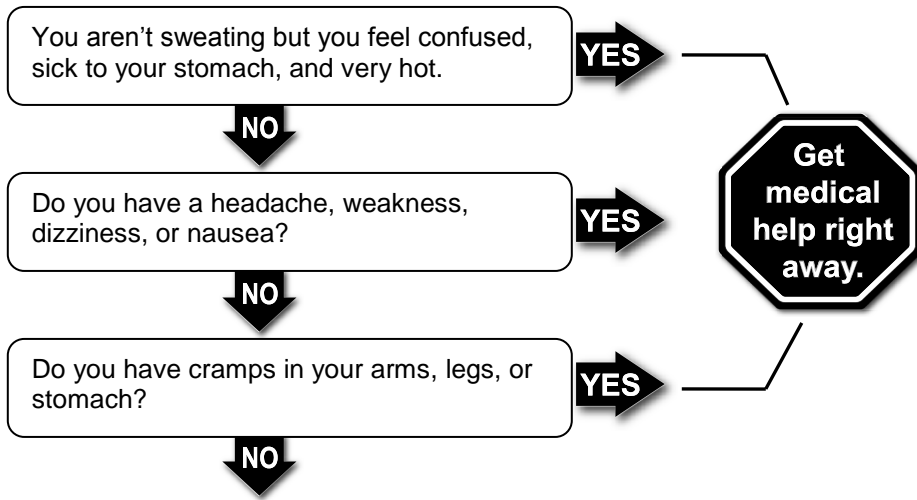 You aren’t sweating but you feel confused,
sick to your stomach, and very hot.
YES
NO
Get
medical
help right
away.
Do you have a headache, weakness,
dizziness, or nausea?
YES
NO
Do you have cramps in your arms, legs, or
stomach?
YES
NO